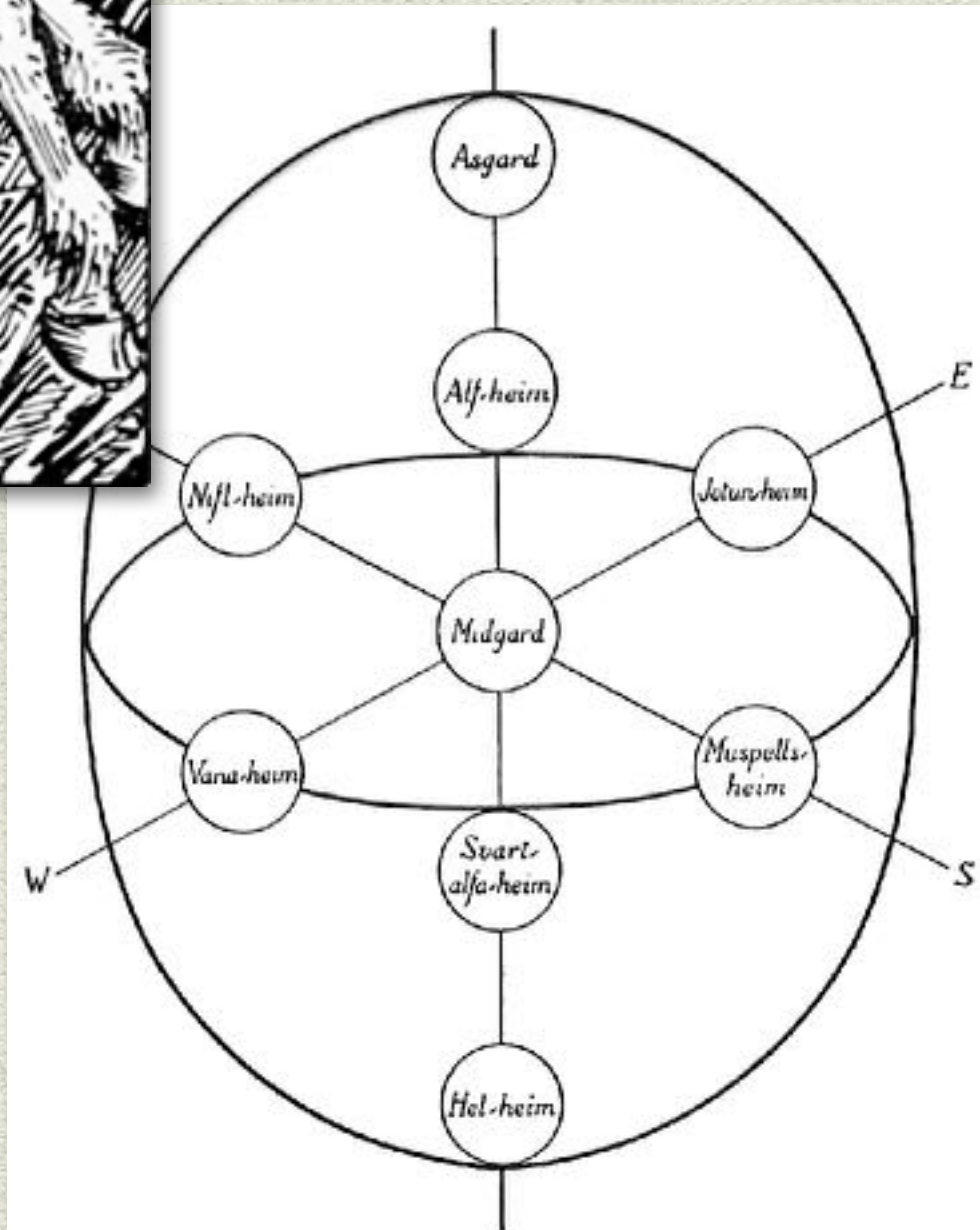 Asgard
Alf-heim
E
Nifl-heim
Jotun-heim
Midgard
Vana-heim
Muspells-
heim
W
S
Svart-
alfa-heim
Hel-heim